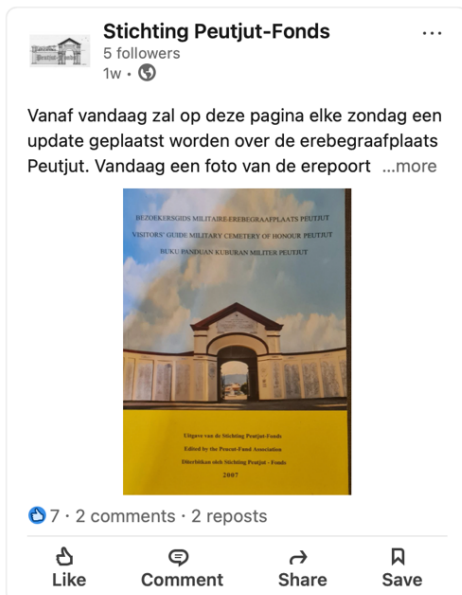 Stichting Peutjut-Fonds
5 followers
1w •
Vanaf vandaag zal op deze pagina elke zondag een
update geplaatst worden over de erebegraafplaats
Peutjut. Vandaag een foto van de erepoort ...more
BEZOEKERSGIDS MILITAIRE-EREBEGRAAFPLAATS PEUTJUT
VISITORS' GUIDE MILITARY CEMETERY OF HONOUR PEUTJUT
BUKU PANDUAN KUBURAN MILITER PEUTJUT
Uitgave van de Stichting Peutjut-Fonds
Edited by the Peucut-Fund Association
Diterbitkan oleh Stichting Peutjut - Fonds
2007
7 · 2 comments · 2 reposts
Like
Comment
Share
Save